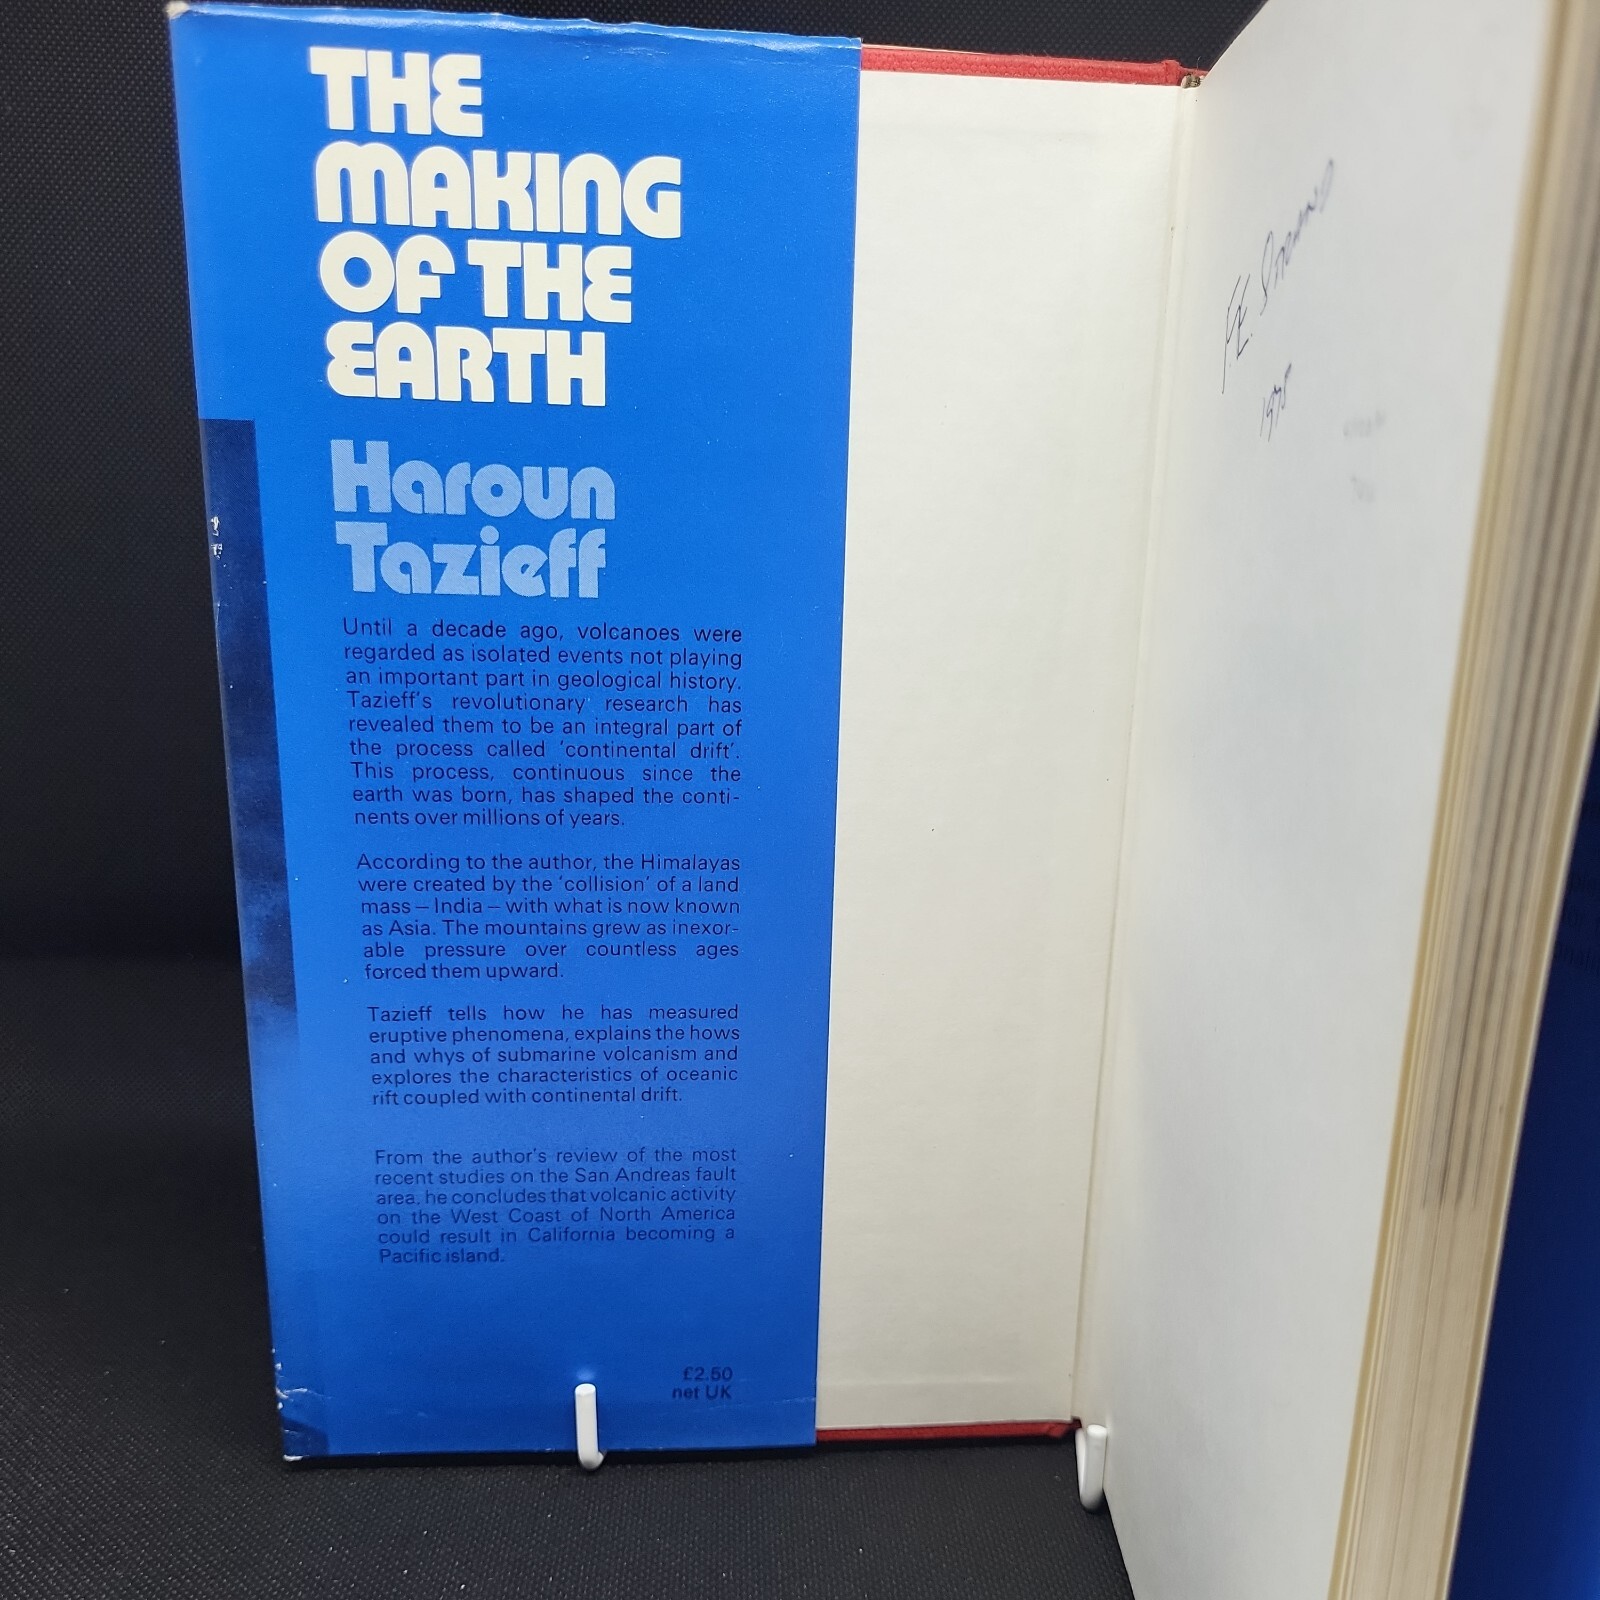 THE
MAKING
OF THE
EARTH
Haroun
Tazieff
Until a decade ago, volcanoes were
regarded as isolated events not playing
an important part in geological history.
Tazieff's revolutionary research has
revealed them to be an integral part of
the process called 'continental drift'.
This process, continuous since the
earth was born, has shaped the conti-
nents over millions of years.
According to the author, the Himalayas
were created by the 'collision' of a land
mass – India – with what is now known
as Asia. The mountains grew as inexor-
able pressure over countless ages
forced them upward.
Tazieff tells how he has measured
eruptive phenomena, explains the hows
and whys of submarine volcanism and
explores the characteristics of oceanic
rift coupled with continental drift.
From the author's review of the most
recent studies on the San Andreas fault
area, he concludes that volcanic activity
on the West Coast of North America
could result in California becoming a
Pacific island.
£2.50
net UK
F.E.
1975